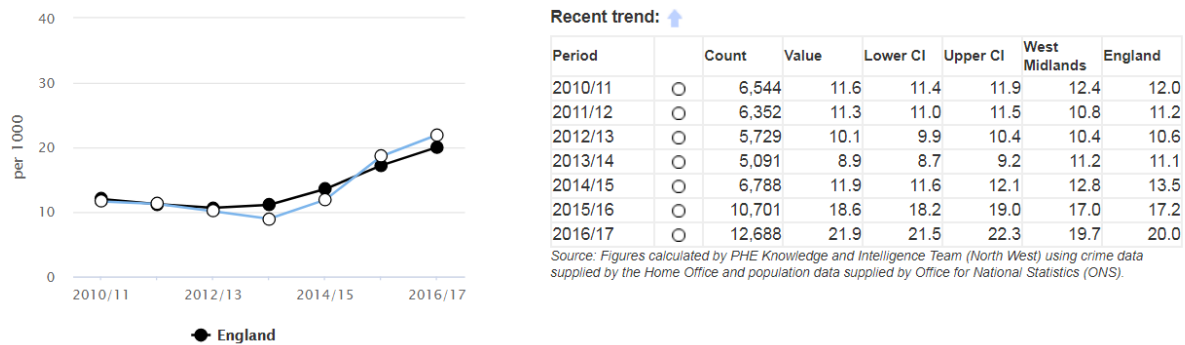 40
30
20
10
0
per 1000
2010/11 2012/13 2014/15 2016/17
England
Recent trend:
Period Count Value Lower CI Upper CI West Midlands England
2010/11 6,544 11.6 11.4 11.9 12.4 12.0
2011/12 6,352 11.3 11.0 11.5 10.8 11.2
2012/13 5,729 10.1 9.9 10.4 10.4 10.6
2013/14 5,091 8.9 8.7 9.2 11.2 11.1
2014/15 6,788 11.9 11.6 12.1 12.8 13.5
2015/16 10,701 18.6 18.2 19.0 17.0 17.2
2016/17 12,688 21.9 21.5 22.3 19.7 20.0
Source: Figures calculated by PHE Knowledge and Intelligence Team (North West) using crime data
supplied by the Home Office and population data supplied by Office for National Statistics (ONS).